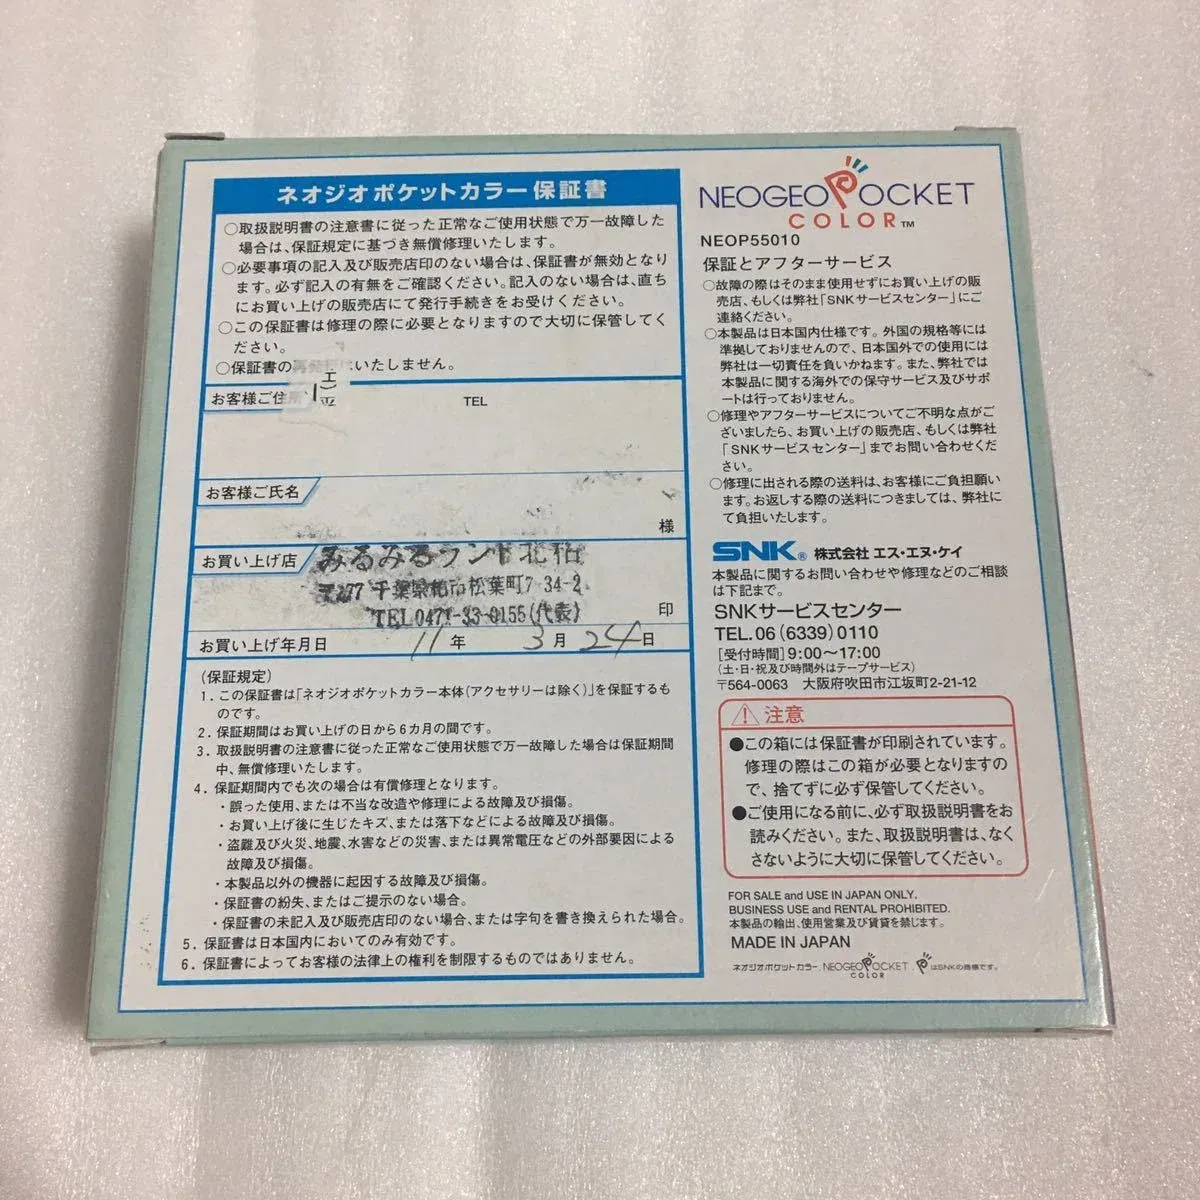 ネオジオポケットカラー保証書
○取扱説明書の注意書に従った正常なご使用状態で万一故障した
場合は、保証規定に基づき無償修理いたします。
○必要事項の記入及び販売店印のない場合は、保証書が無効となり
ます。必ず記入の有無をご確認ください。記入のない場合は、直ち
にお買い上げの販売店にて発行手続きをお受けください。
○この保証書は修理の際に必要となりますので大切に保管してく
ださい。
○保証書の再発行はいたしません。
お客様ご住所
TEL
お客様ご氏名
様
お買い上げ店
みるみるランド北柏
〒277 千葉県柏市松葉町7-34-2
TEL0471-33-0155(代表)
印
お買い上げ年月日 11年 3月 24日
(保証規定)
1. この保証書は「ネオジオポケットカラー本体(アクセサリーは除く)」を保証するも
のです。
2. 保証期間はお買い上げの日から6カ月の間です。
3. 取扱説明書の注意書に従った正常なご使用状態で万一故障した場合は保証期間
中、無償修理いたします。
4. 保証期間内でも次の場合は有償修理となります。
・誤った使用、または不当な改造や修理による故障及び損傷。
・お買い上げ後に生じたキズ、または落下などによる故障及び損傷。
・盗難及び火災、地震、水害などの災害、または異常電圧などの外部要因による
故障及び損傷。
・本製品以外の機器に起因する故障及び損傷。
・保証書の紛失、またはご提示のない場合。
・保証書の未記入及び販売店印のない場合、または字句を書き換えられた場合。
5. 保証書は日本国内においてのみ有効です。
6. 保証書によってお客様の法律上の権利を制限するものではありません。
NEOGEO POCKET
COLOR™
NEOP55010
保証とアフターサービス
○故障の際はそのまま使用せずにお買い上げの販
売店、もしくは弊社「SNKサービスセンター」にご
連絡ください。
○本製品は日本国内仕様です。外国の規格等には
準拠しておりませんので、日本国外での使用には
弊社は一切責任を負いかねます。また、弊社では
本製品に関する海外での保守サービス及びサポ
ートは行っておりません。
○修理やアフターサービスについてご不明な点がご
ざいましたら、お買い上げの販売店、もしくは弊社
「SNKサービスセンター」までお問い合わせくだ
さい。
○修理に出される際の送料は、お客様にご負担願い
ます。お返しする際の送料につきましては、弊社に
て負担いたします。
SNK® 株式会社 エス・エヌ・ケイ
本製品に関するお問い合わせや修理などのご相談
は下記まで。
SNKサービスセンター
TEL.06(6339)0110
[受付時間]9:00〜17:00
(土・日・祝及び時間外はテープサービス)
〒564-0063 大阪府吹田市江坂町2-21-12
注意
●この箱には保証書が印刷されています。
修理の際はこの箱が必要となりますの
で、捨てずに必ず保管してください。
●ご使用になる前に、必ず取扱説明書をお
読みください。また、取扱説明書は、なく
さないように大切に保管してください。
FOR SALE and USE IN JAPAN ONLY.
BUSINESS USE and RENTAL PROHIBITED.
本製品の輸出、使用営業及び賃貸を禁じます。
MADE IN JAPAN
ネオジオポケットカラー, NEOGEO POCKET COLOR, P はSNKの商標です。